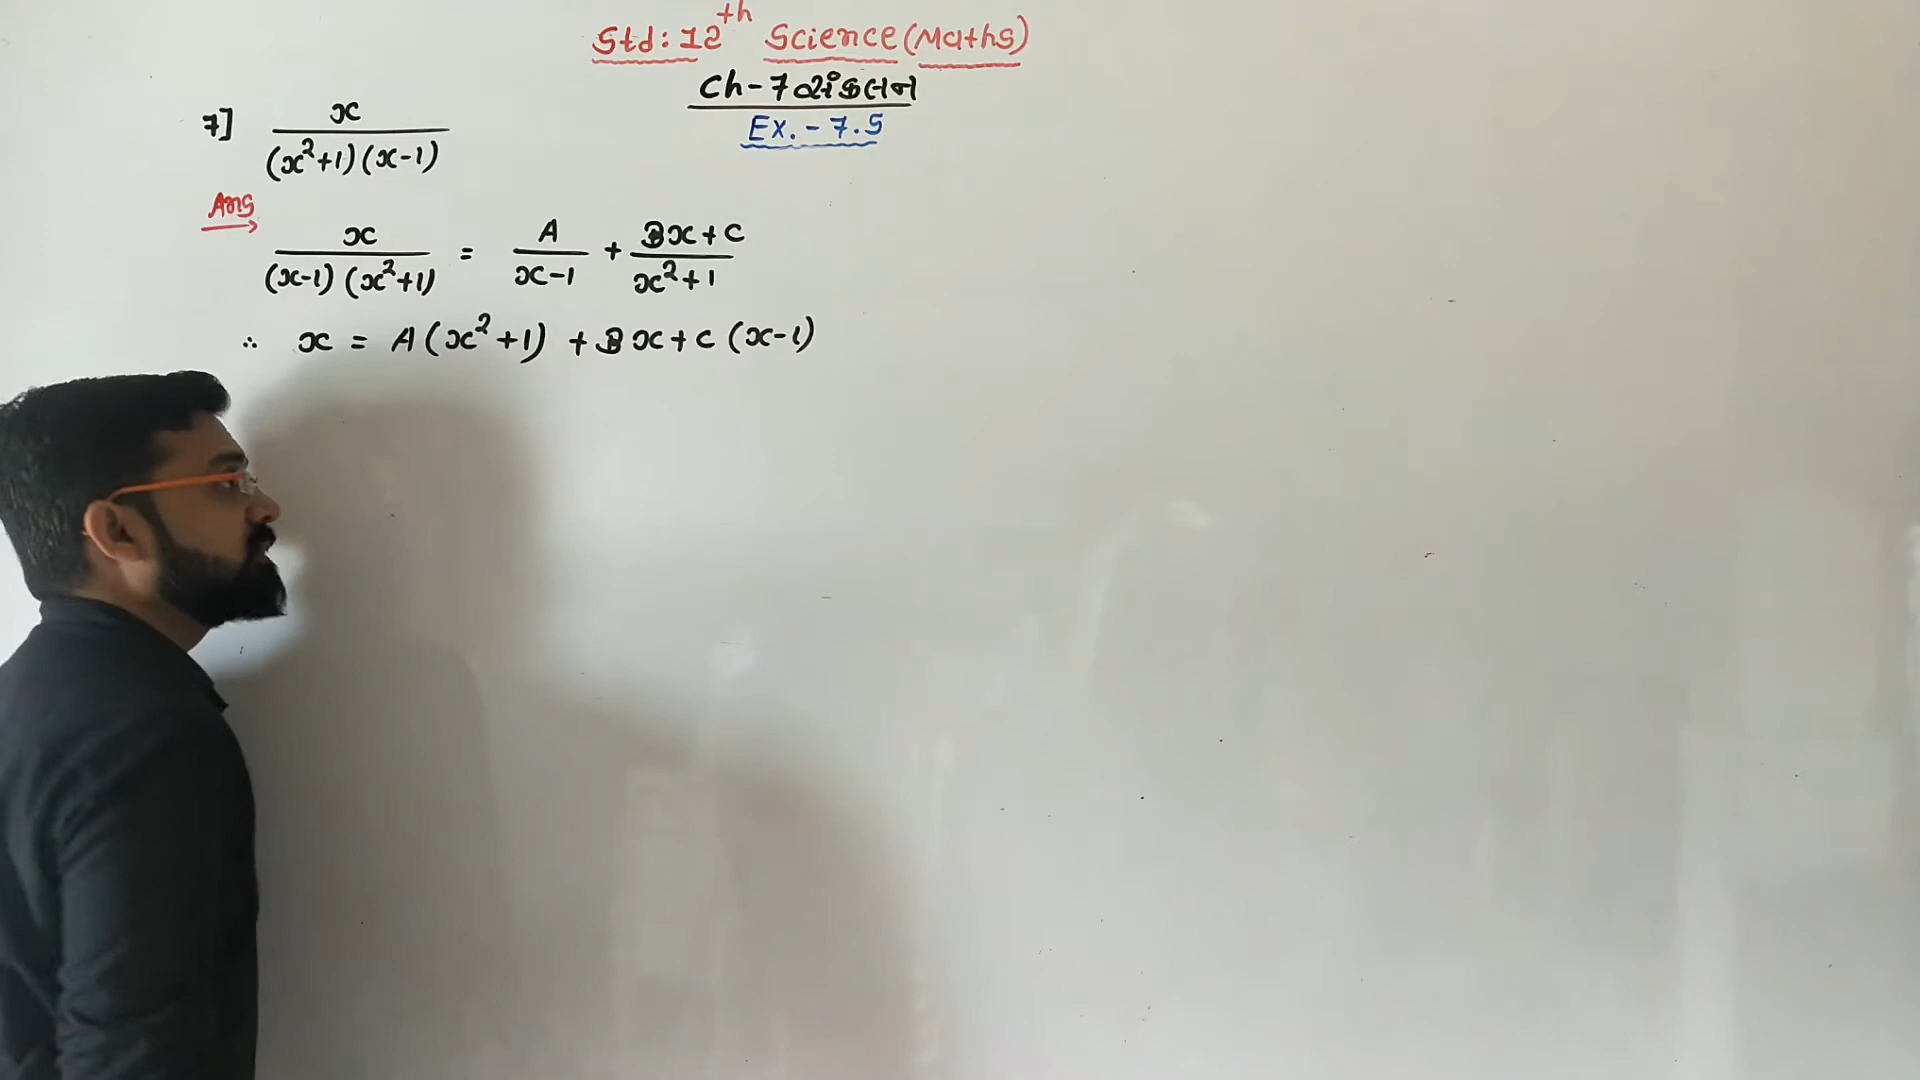 Std: 12th Science (Maths)
Ch-7 સંકલન
Ex. - 7.5
7] x / (x²+1)(x-1)
Ans
x / (x-1)(x²+1) = A / x-1 + Bx+C / x²+1
∴ x = A(x²+1) + Bx+C(x-1)